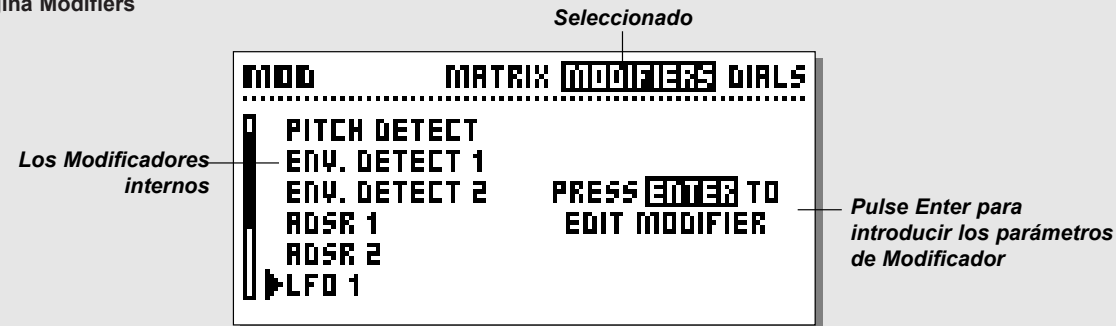 gina Modifiers
Seleccionado
MOD MATRIX MODIFIERS DIALS
PITCH DETECT
ENV. DETECT 1
ENV. DETECT 2
ADSR 1
ADSR 2
LFO 1
PRESS ENTER TO
EDIT MODIFIER
Los Modificadores
internos
Pulse Enter para
introducir los parámetros
de Modificador